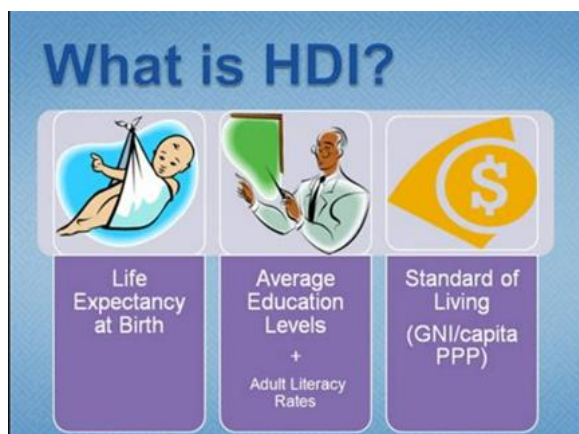 What is HDI?
$
Life
Expectancy
at Birth
Average
Education
Levels
+
Adult Literacy
Rates
Standard of
Living
(GNI/capita
PPP)